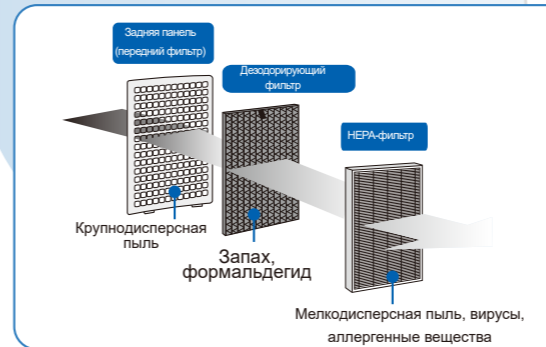 Задняя панель
(передний фильтр)
Дезодорирующий
фильтр
HEPA-фильтр
Крупнодисперсная
пыль
Запах,
формальдегид
Мелкодисперсная пыль, вирусы,
аллергенные вещества